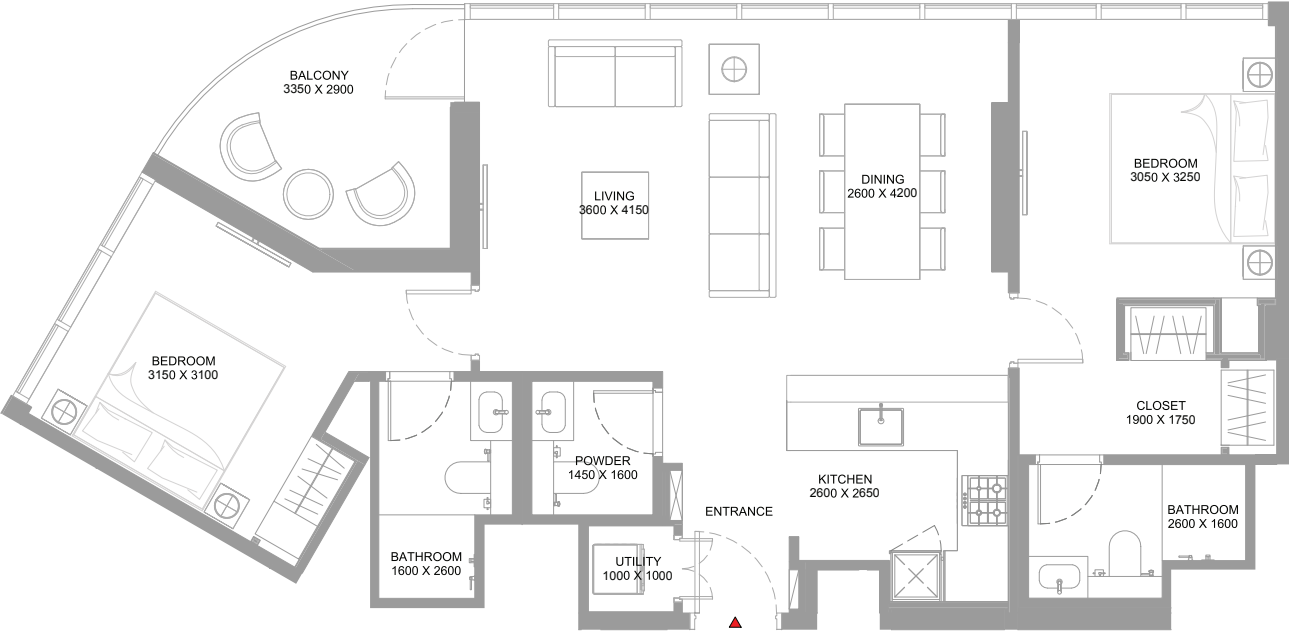 BALCONY
3350 X 2900
BEDROOM
3050 X 3250
DINING
2600 X 4200
LIVING
3600 X 4150
BEDROOM
3150 X 3100
CLOSET
1900 X 1750
POWDER
1450 X 1600
KITCHEN
2600 X 2650
ENTRANCE
BATHROOM
2600 X 1600
BATHROOM
1600 X 2600
UTILITY
1000 X 1000